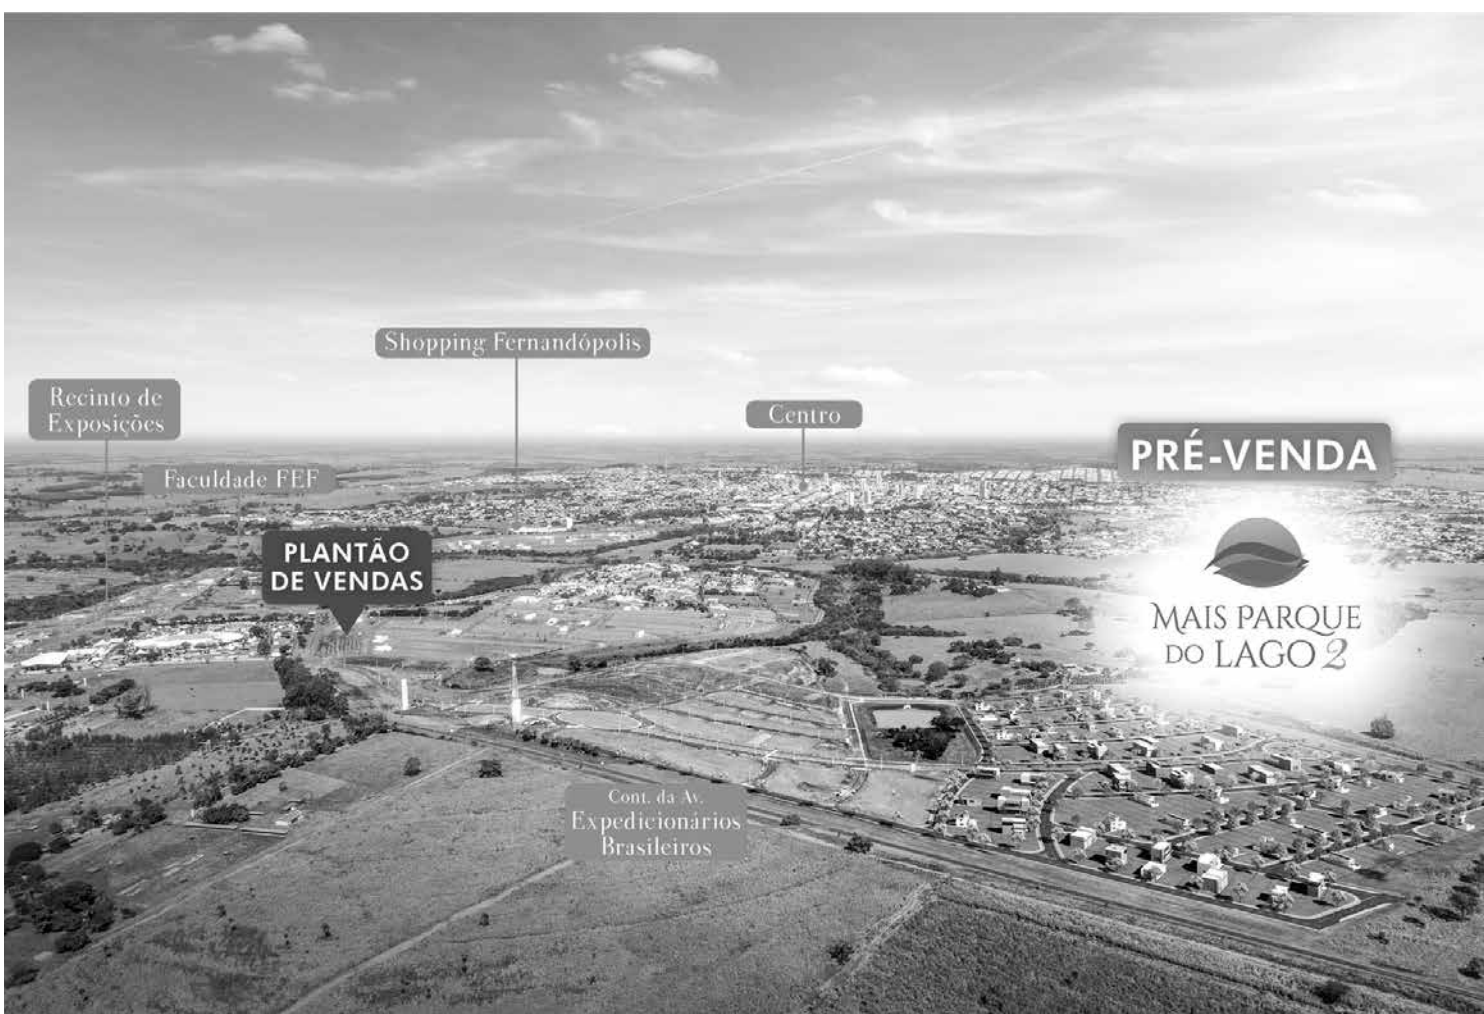 Shopping Fernandópolis
Recinto de
Exposições
Centro
Faculdade FEF
PRÉ-VENDA
PLANTÃO
DE VENDAS
MAIS PARQUE
DO LAGO 2
Cont. da Av.
Expedicionários
Brasileiros